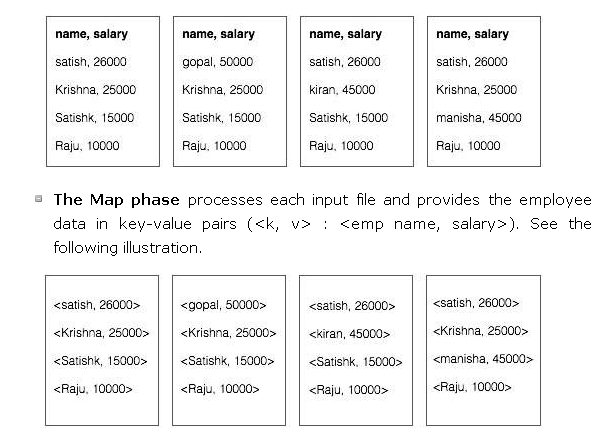 name, salary
satish, 26000
Krishna, 25000
Satishk, 15000
Raju, 10000
name, salary
gopal, 50000
Krishna, 25000
Satishk, 15000
Raju, 10000
name, salary
satish, 26000
kiran, 45000
Satishk, 15000
Raju, 10000
name, salary
satish, 26000
Krishna, 25000
manisha, 45000
Raju, 10000
The Map phase processes each input file and provides the employee
data in key-value pairs (<k, v> : <emp name, salary>). See the
following illustration.
<satish, 26000>
<Krishna, 25000>
<Satishk, 15000>
<Raju, 10000>
<gopal, 50000>
<Krishna, 25000>
<Satishk, 15000>
<Raju, 10000>
<satish, 26000>
<kiran, 45000>
<Satishk, 15000>
<Raju, 10000>
<satish, 26000>
<Krishna, 25000>
<manisha, 45000>
<Raju, 10000>